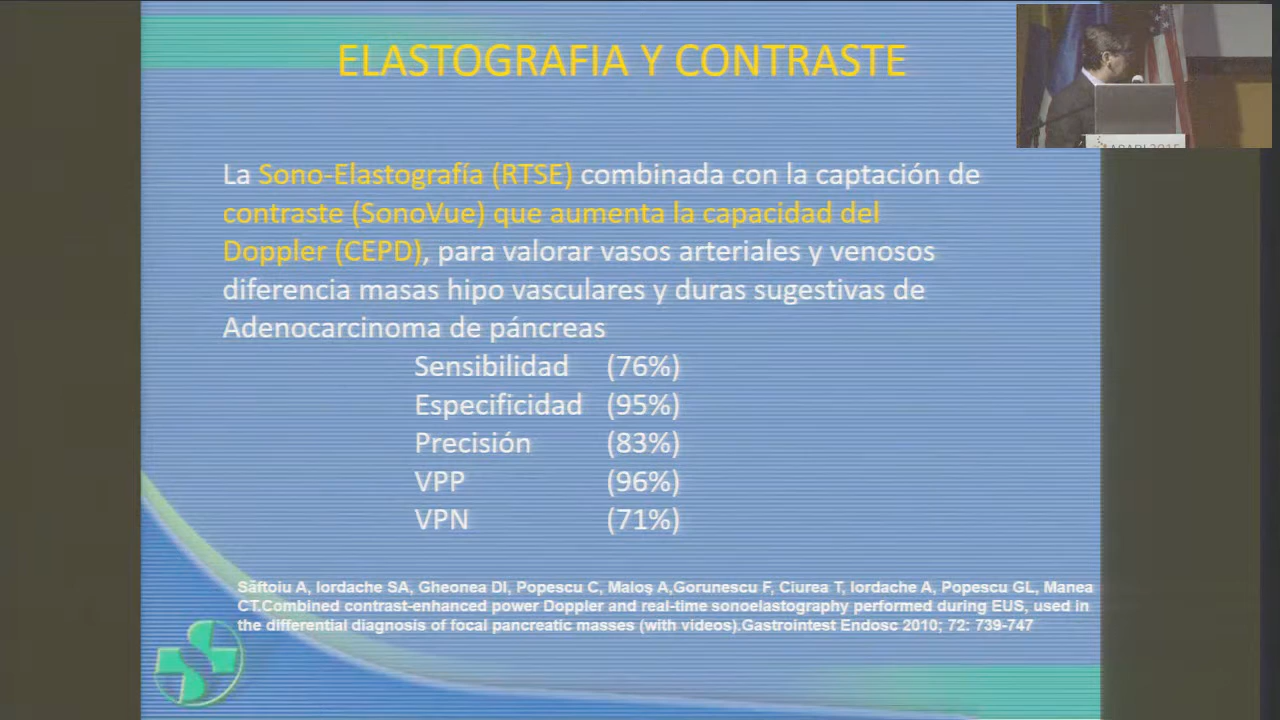 ELASTOGRAFIA Y CONTRASTE
La Sono-Elastografía (RTSE) combinada con la captación de
contraste (SonoVue) que aumenta la capacidad del
Doppler (CEPD), para valorar vasos arteriales y venosos
diferencia masas hipo vasculares y duras sugestivas de
Adenocarcinoma de páncreas
Sensibilidad (76%)
Especificidad (95%)
Precisión (83%)
VPP (96%)
VPN (71%)
Săftoiu A, Iordache SA, Gheonea DI, Popescu C, Maloş A,Gorunescu F, Ciurea T, Iordache A, Popescu GL, Manea
CT.Combined contrast-enhanced power Doppler and real-time sonoelastography performed during EUS, used in
the differential diagnosis of focal pancreatic masses (with videos).Gastrointest Endosc 2010; 72: 739-747